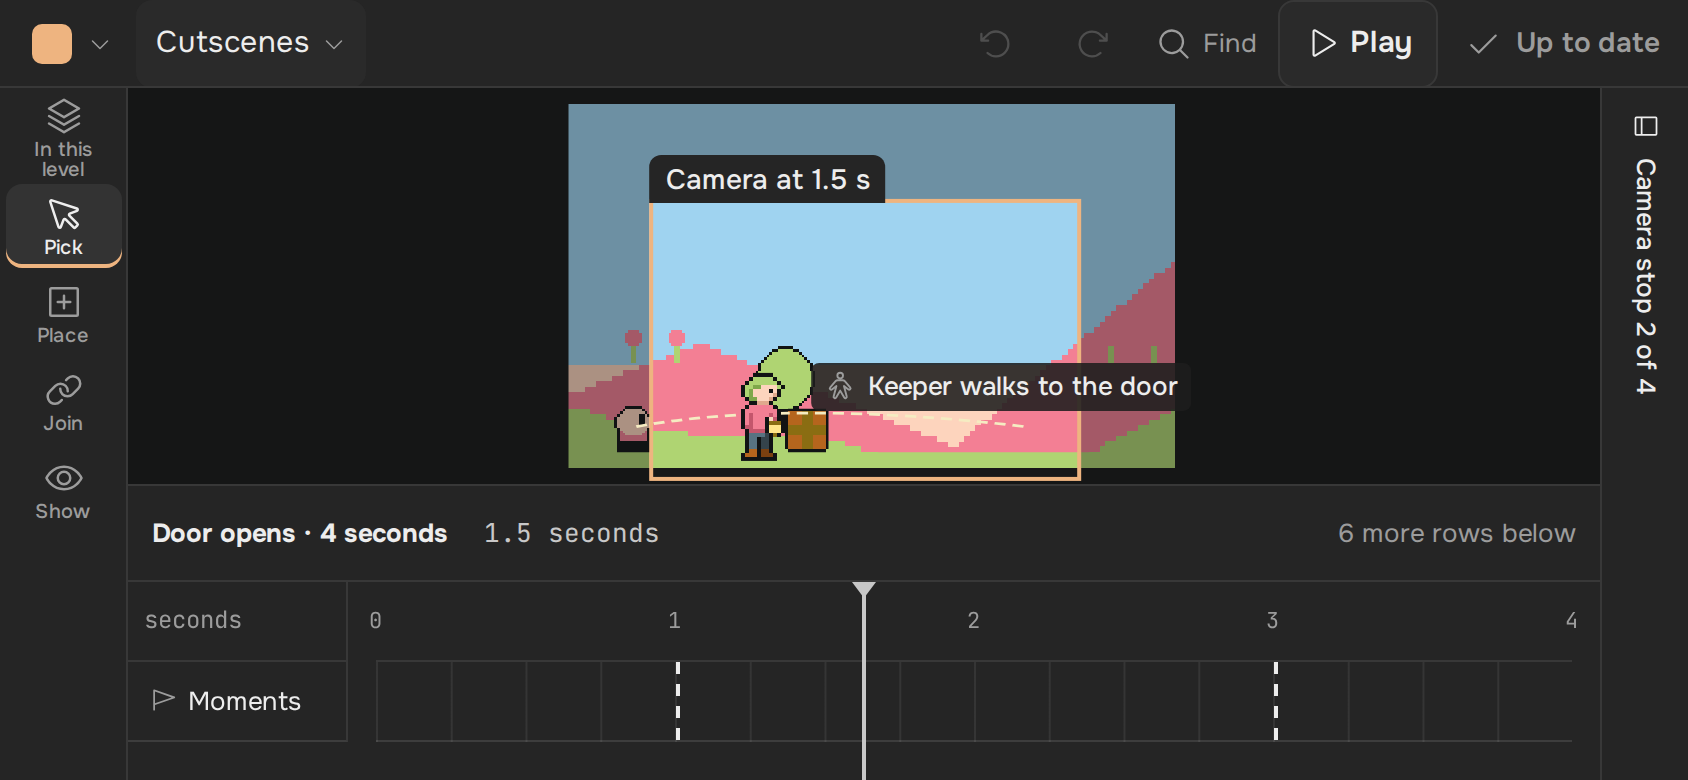 Cutscenes
Find
Play
Up to date
In this
level
Pick
Place
Join
Show
Camera at 1.5 s
Keeper walks to the door
Camera stop 2 of 4
Door opens · 4 seconds
1.5 seconds
6 more rows below
seconds
0
1
2
3
4
Moments